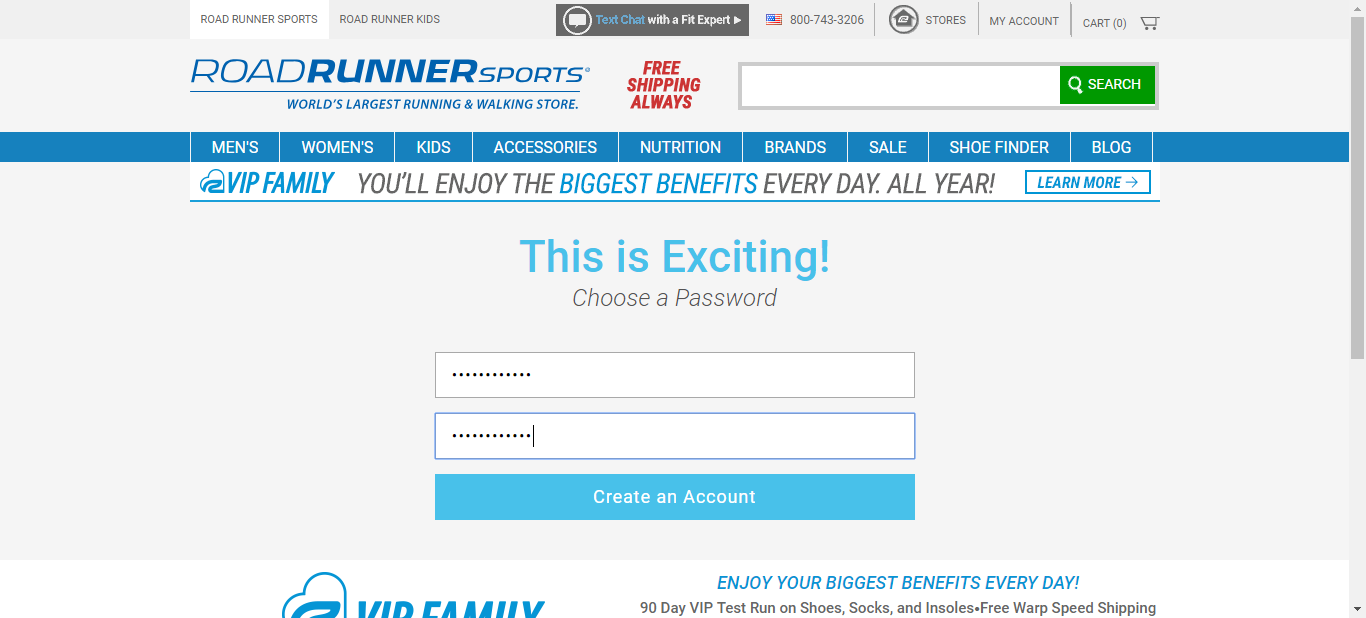 ROAD RUNNER SPORTS
ROAD RUNNER KIDS
Text Chat with a Fit Expert
800-743-3206
STORES
MY ACCOUNT
CART (0)
ROADRUNNERSPORTS
WORLD'S LARGEST RUNNING & WALKING STORE.
FREE
SHIPPING
ALWAYS
SEARCH
MEN'S
WOMEN'S
KIDS
ACCESSORIES
NUTRITION
BRANDS
SALE
SHOE FINDER
BLOG
VIP FAMILY
YOU'LL ENJOY THE BIGGEST BENEFITS EVERY DAY. ALL YEAR!
LEARN MORE →
This is Exciting!
Choose a Password
••••••••••••
••••••••••••
Create an Account
VIP FAMILY
ENJOY YOUR BIGGEST BENEFITS EVERY DAY!
90 Day VIP Test Run on Shoes, Socks, and Insoles•Free Warp Speed Shipping